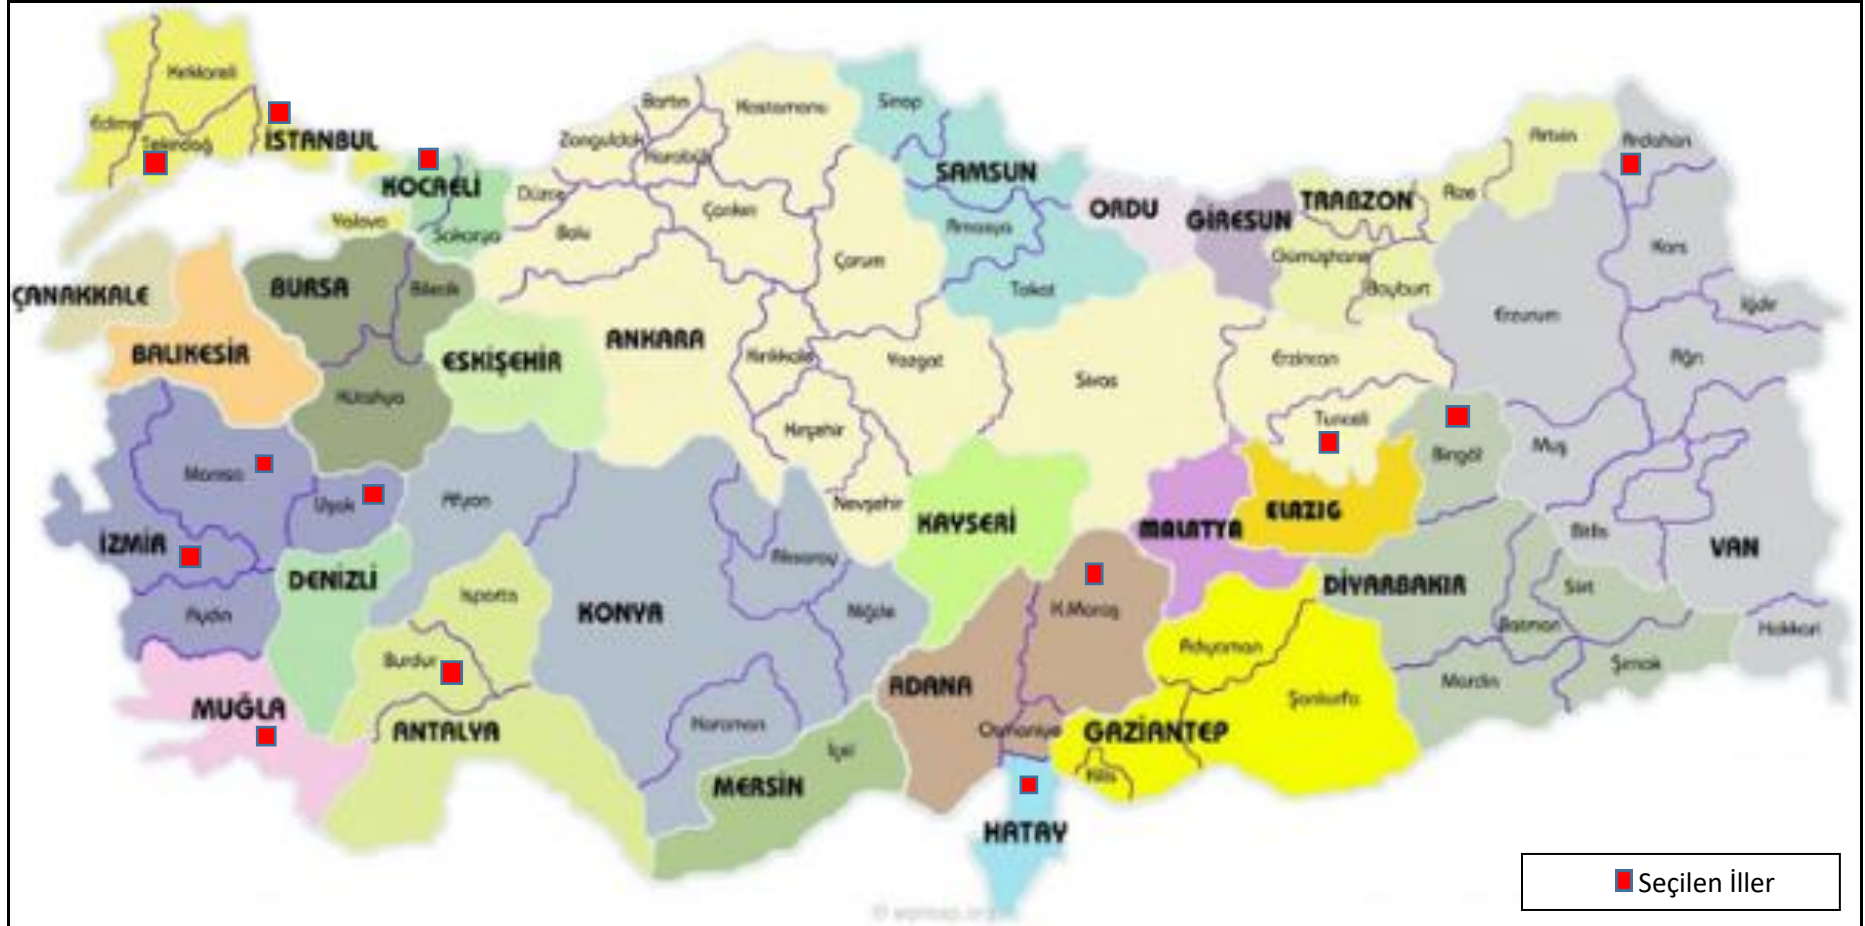 Kırklareli
Edirne
Tekirdağ
İSTANBUL
KOCAELİ
Yalova
Sakarya
Düzce
Bolu
Zonguldak
Bartın
Karabük
Kastamonu
Çankırı
Çorum
Sinop
SAMSUN
Amasya
Tokat
ORDU
GİRESUN
TRABZON
Rize
Artvin
Ardahan
Gümüşhane
Bayburt
Erzurum
Kars
Iğdır
Ağrı
ÇANAKKALE
BALIKESİR
BURSA
Bilecik
Kütahya
ESKİŞEHİR
ANKARA
Kırıkkale
Yozgat
Kırşehir
Nevşehir
Sivas
Erzincan
Tunceli
Bingöl
Muş
Bitlis
VAN
Manisa
Uşak
Afyon
İZMİR
Aydın
DENİZLİ
MUĞLA
Isparta
Burdur
ANTALYA
KONYA
Aksaray
Niğde
Karaman
KAYSERİ
MALATYA
ELAZIG
DİYARBAKIR
Siirt
Batman
Şırnak
Hakkari
Mardin
Adıyaman
Şanlıurfa
K.Maraş
ADANA
Osmaniye
GAZİANTEP
Kilis
İçel
MERSİN
HATAY
Seçilen İller